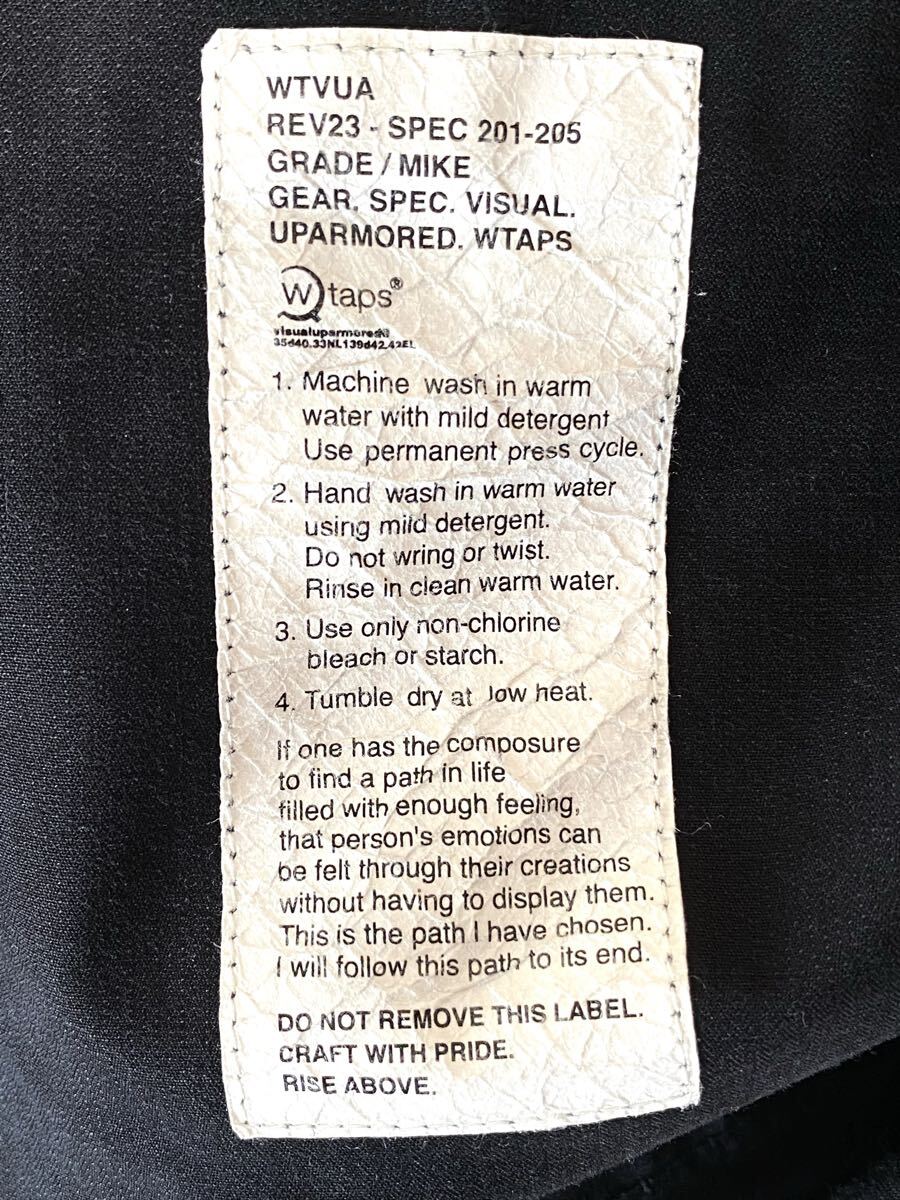 WTVUA
REV23 - SPEC 201-205
GRADE / MIKE
GEAR. SPEC. VISUAL.
UPARMORED. WTAPS
Wtaps®
visualuparmored
35d40.33NL139d42.42EL
1. Machine wash in warm
water with mild detergent
Use permanent press cycle.
2. Hand wash in warm water
using mild detergent.
Do not wring or twist.
Rinse in clean warm water.
3. Use only non-chlorine
bleach or starch.
4. Tumble dry at low heat.
If one has the composure
to find a path in life
filled with enough feeling,
that person's emotions can
be felt through their creations
without having to display them.
This is the path I have chosen.
I will follow this path to its end.
DO NOT REMOVE THIS LABEL.
CRAFT WITH PRIDE.
RISE ABOVE.